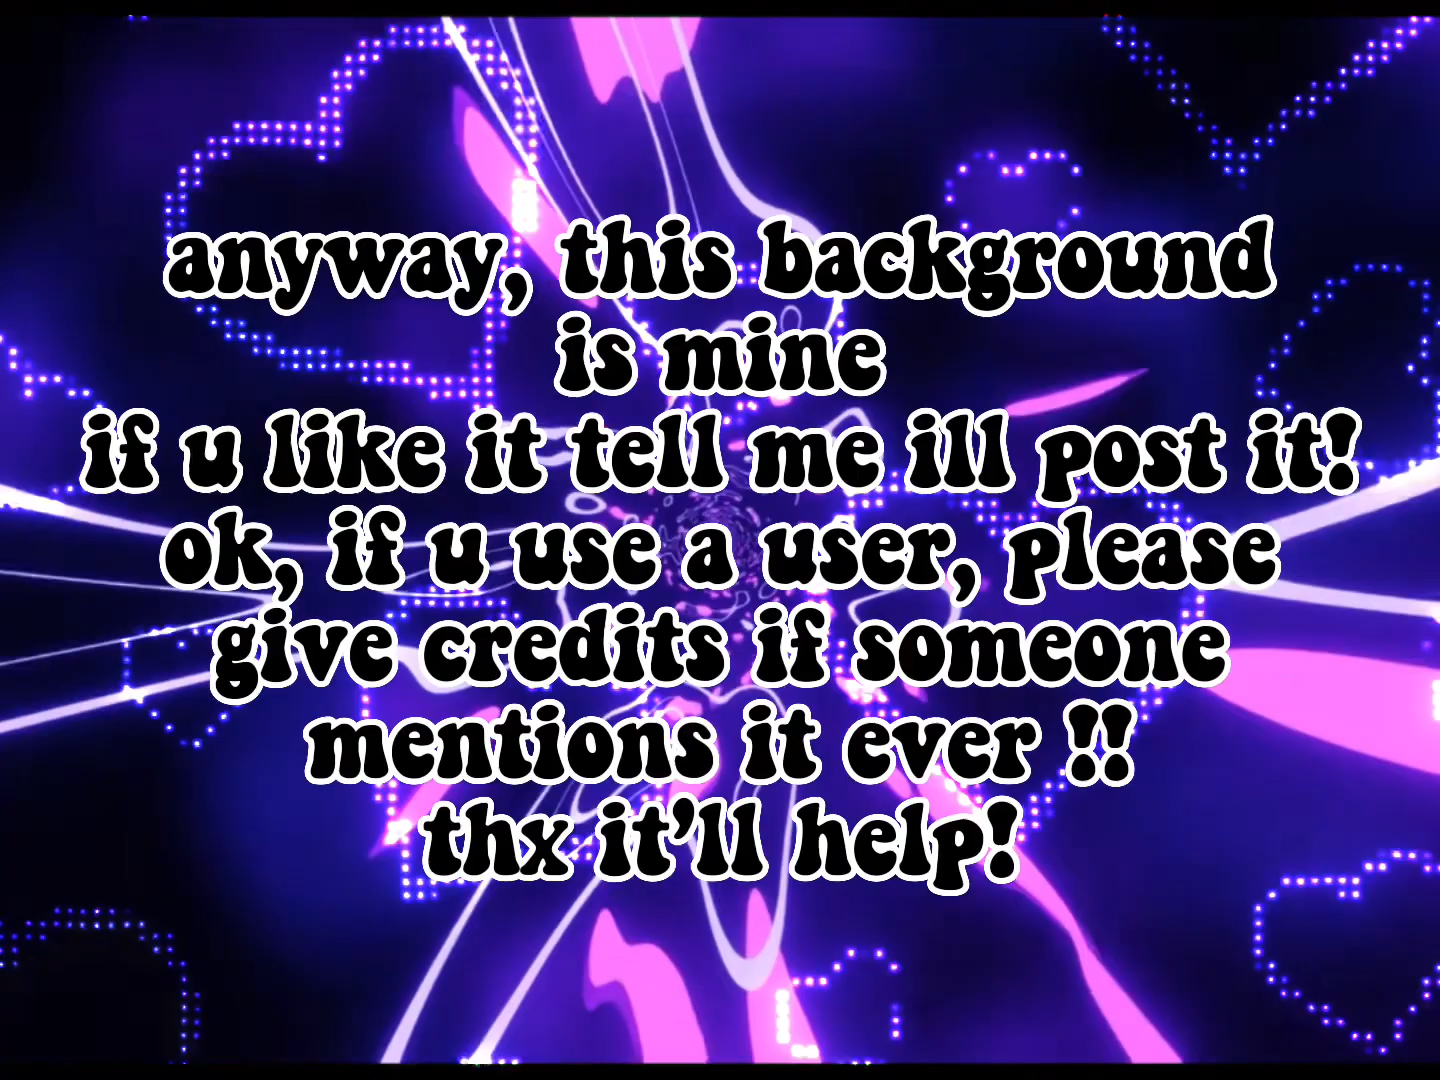 anyway, this background
is mine
if u like it tell me ill post it!
ok, if u use a user, please
give credits if someone
mentions it ever !!
thx it’ll help!